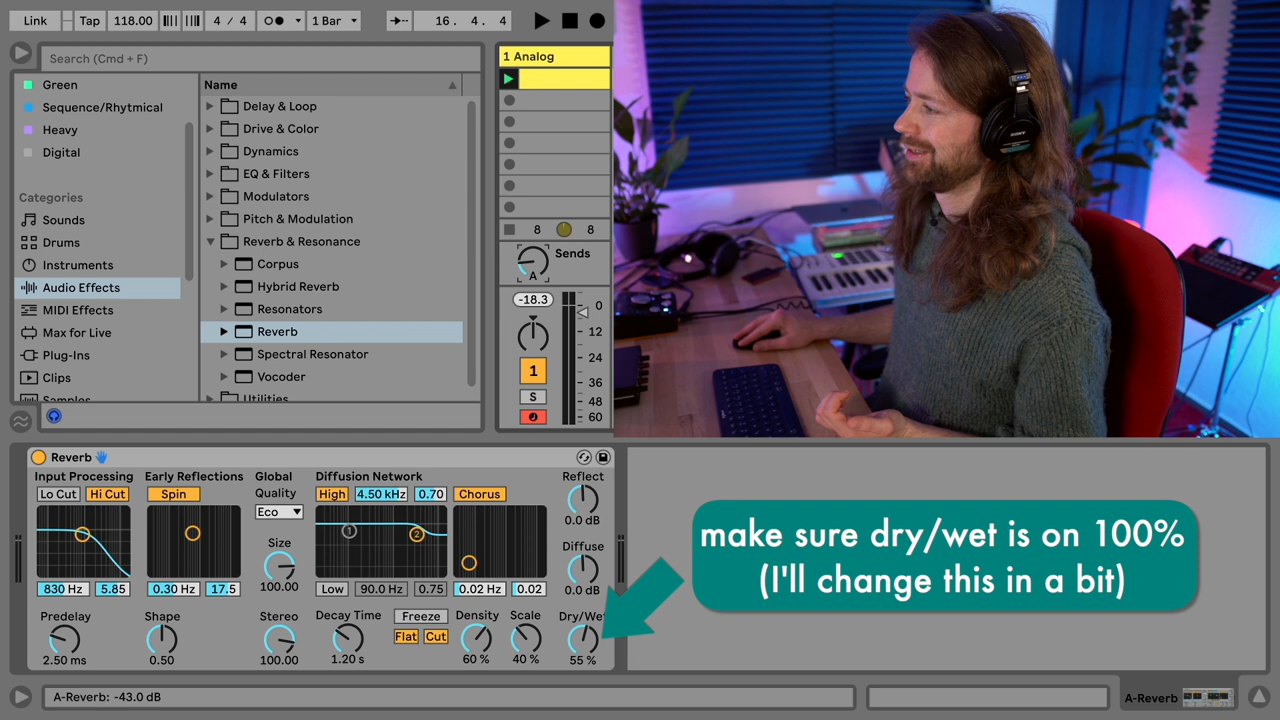 Link
Tap
118.00
4 / 4
1 Bar
16 . 4 . 4
Search (Cmd + F)
Green
Sequence/Rhytmical
Heavy
Digital
Categories
Sounds
Drums
Instruments
Audio Effects
MIDI Effects
Max for Live
Plug-Ins
Clips
Samples
Name
Delay & Loop
Drive & Color
Dynamics
EQ & Filters
Modulators
Pitch & Modulation
Reverb & Resonance
Corpus
Hybrid Reverb
Resonators
Reverb
Spectral Resonator
Vocoder
Utilities
1 Analog
8 8
Sends
A
-18.3
0
12
24
36
48
60
1
S
SONY
Reverb
Input Processing
Lo Cut Hi Cut
830 Hz 5.85
Predelay
2.50 ms
Early Reflections
Spin
0.30 Hz 17.5
Shape
0.50
Global
Quality
Eco
Size
100.00
Stereo
100.00
Diffusion Network
High 4.50 kHz 0.70 Chorus
1 2
Low 90.0 Hz 0.75 0.02 Hz 0.02
Decay Time
1.20 s
Freeze
Flat Cut
Density
60 %
Scale
40 %
Reflect
0.0 dB
Diffuse
0.0 dB
Dry/Wet
55 %
make sure dry/wet is on 100%
(I'll change this in a bit)
A-Reverb: -43.0 dB
A-Reverb